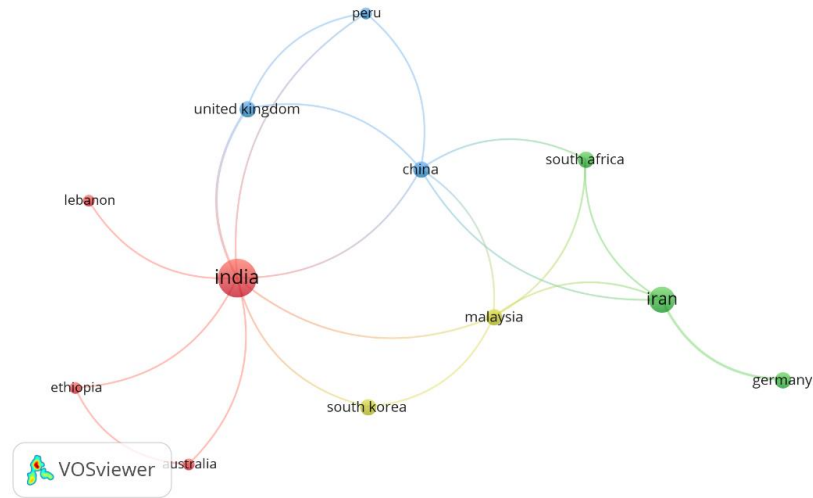 peru
united kingdom
south africa
china
lebanon
india
iran
malaysia
germany
ethiopia
south korea
australia
VOSviewer